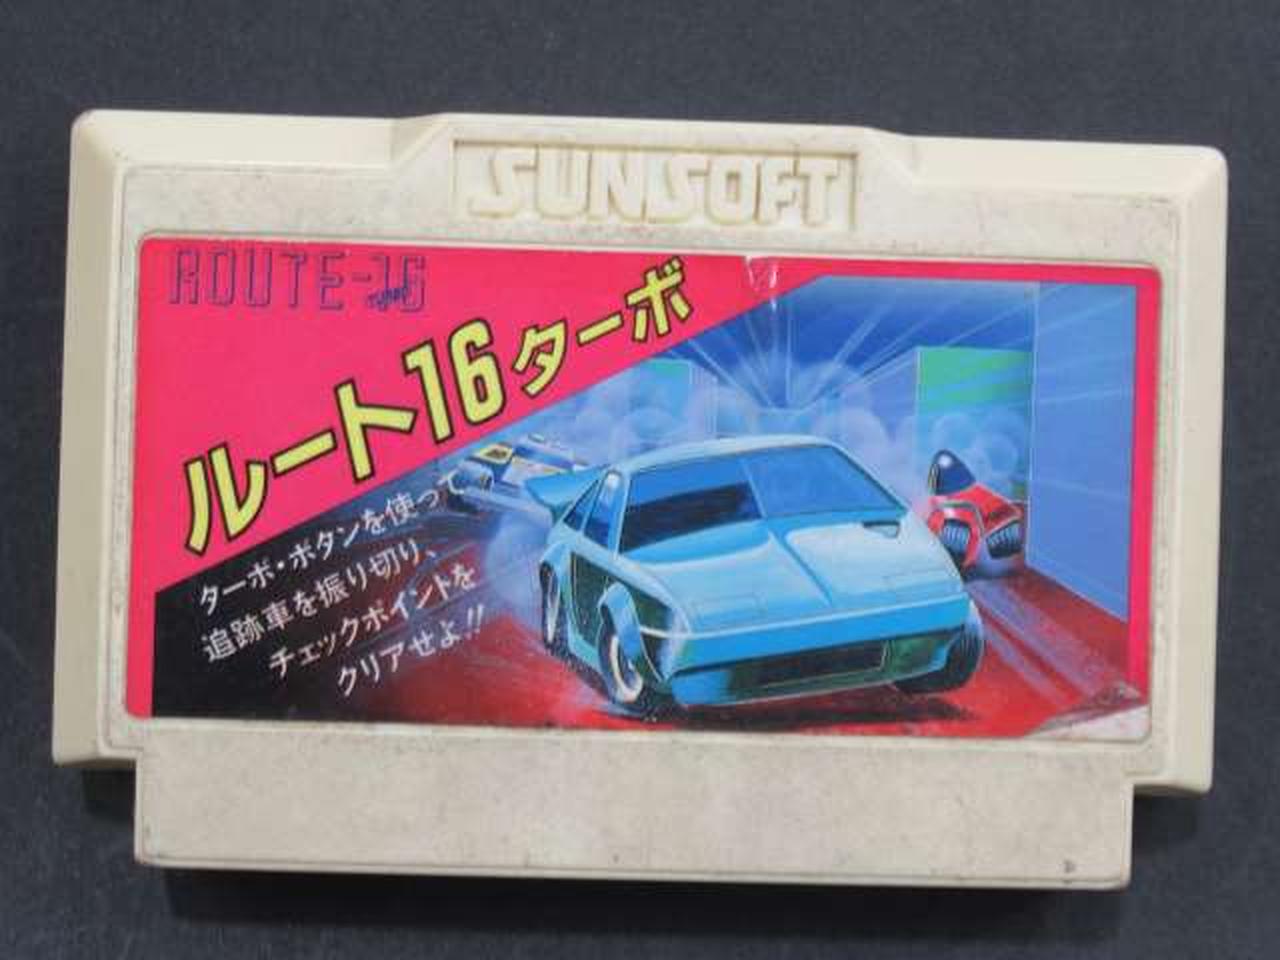 SUNSOFT
ROUTE-16
TURBO
ルート16ターボ
ターボ・ボタンを使って
追跡車を振り切り、
チェックポイントを
クリアせよ!!